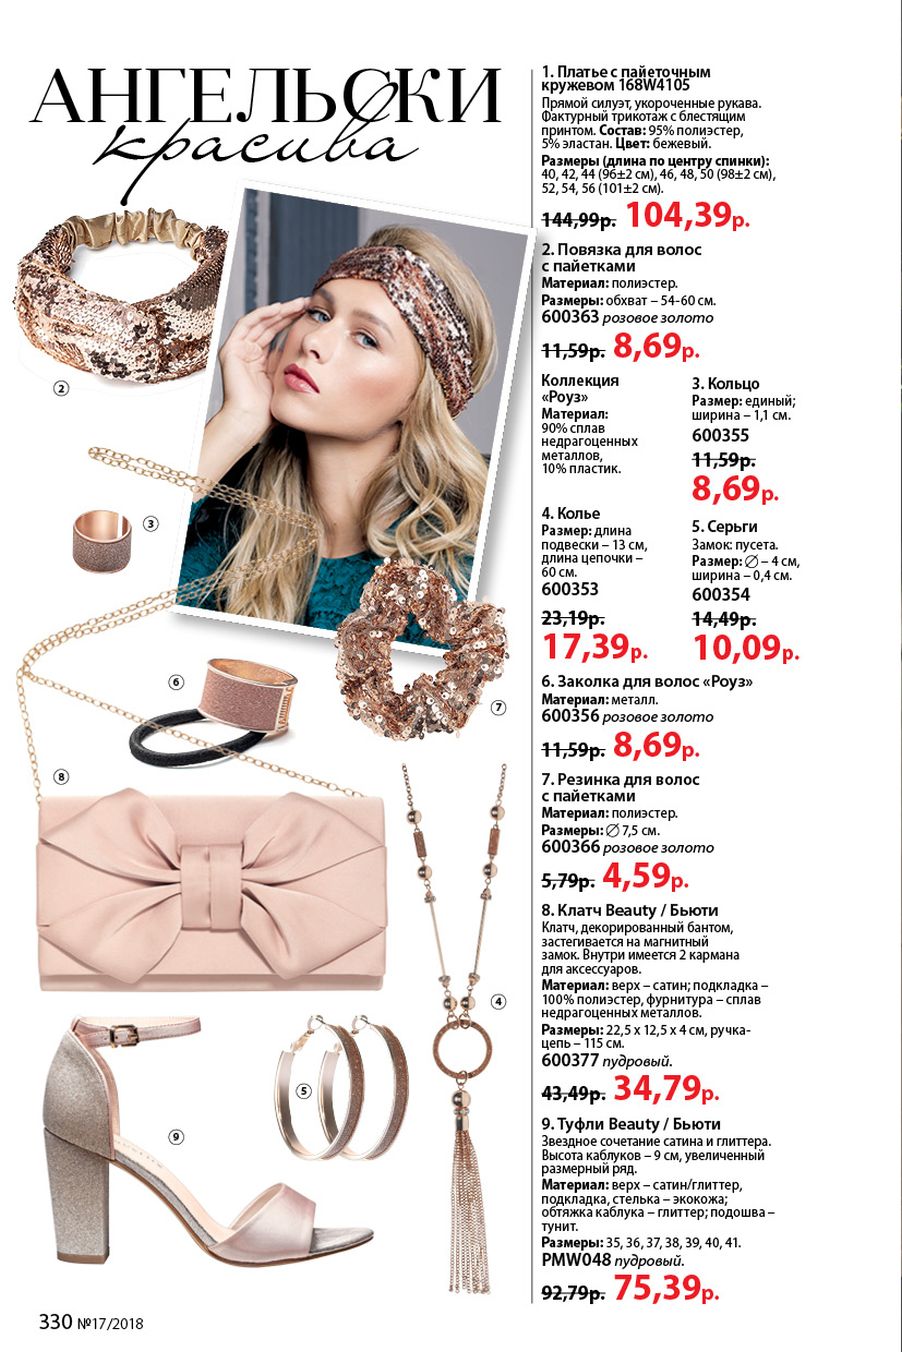 АНГЕЛЬСКИ
красива
1. Платье с пайеточным
кружевом 168W4105
Прямой силуэт, укороченные рукава.
Фактурный трикотаж с блестящим
принтом. Состав: 95% полиэстер,
5% эластан. Цвет: бежевый.
Размеры (длина по центру спинки):
40, 42, 44 (96±2 см), 46, 48, 50 (98±2 см),
52, 54, 56 (101±2 см).
144,99р. 104,39р.
2. Повязка для волос
с пайетками
Материал: полиэстер.
Размеры: обхват – 54-60 см.
600363 розовое золото
11,59р. 8,69р.
Коллекция
«Роуз»
Материал:
90% сплав
недрагоценных
металлов,
10% пластик.
3. Кольцо
Размер: единый;
ширина – 1,1 см.
600355
11,59р.
8,69р.
4. Колье
Размер: длина
подвески – 13 см,
длина цепочки –
60 см.
600353
23,19р.
17,39р.
5. Серьги
Замок: пусета.
Размер: ∅ – 4 см,
ширина – 0,4 см.
600354
14,49р.
10,09р.
6. Заколка для волос «Роуз»
Материал: металл.
600356 розовое золото
11,59р. 8,69р.
7. Резинка для волос
с пайетками
Материал: полиэстер.
Размеры: ∅ 7,5 см.
600366 розовое золото
5,79р. 4,59р.
8. Клатч Beauty / Бьюти
Клатч, декорированный бантом,
застегивается на магнитный
замок. Внутри имеется 2 кармана
для аксессуаров.
Материал: верх – сатин; подкладка –
100% полиэстер, фурнитура – сплав
недрагоценных металлов.
Размеры: 22,5 х 12,5 х 4 см, ручка-
цепь – 115 см.
600377 пудровый.
43,49р. 34,79р.
9. Туфли Beauty / Бьюти
Звездное сочетание сатина и глиттера.
Высота каблуков – 9 см, увеличенный
размерный ряд.
Материал: верх – сатин/глиттер,
подкладка, стелька – экокожа;
обтяжка каблука – глиттер; подошва –
тунит.
Размеры: 35, 36, 37, 38, 39, 40, 41.
PMW048 пудровый.
92,79р. 75,39р.
2
3
6
7
8
4
5
9
330 №17/2018